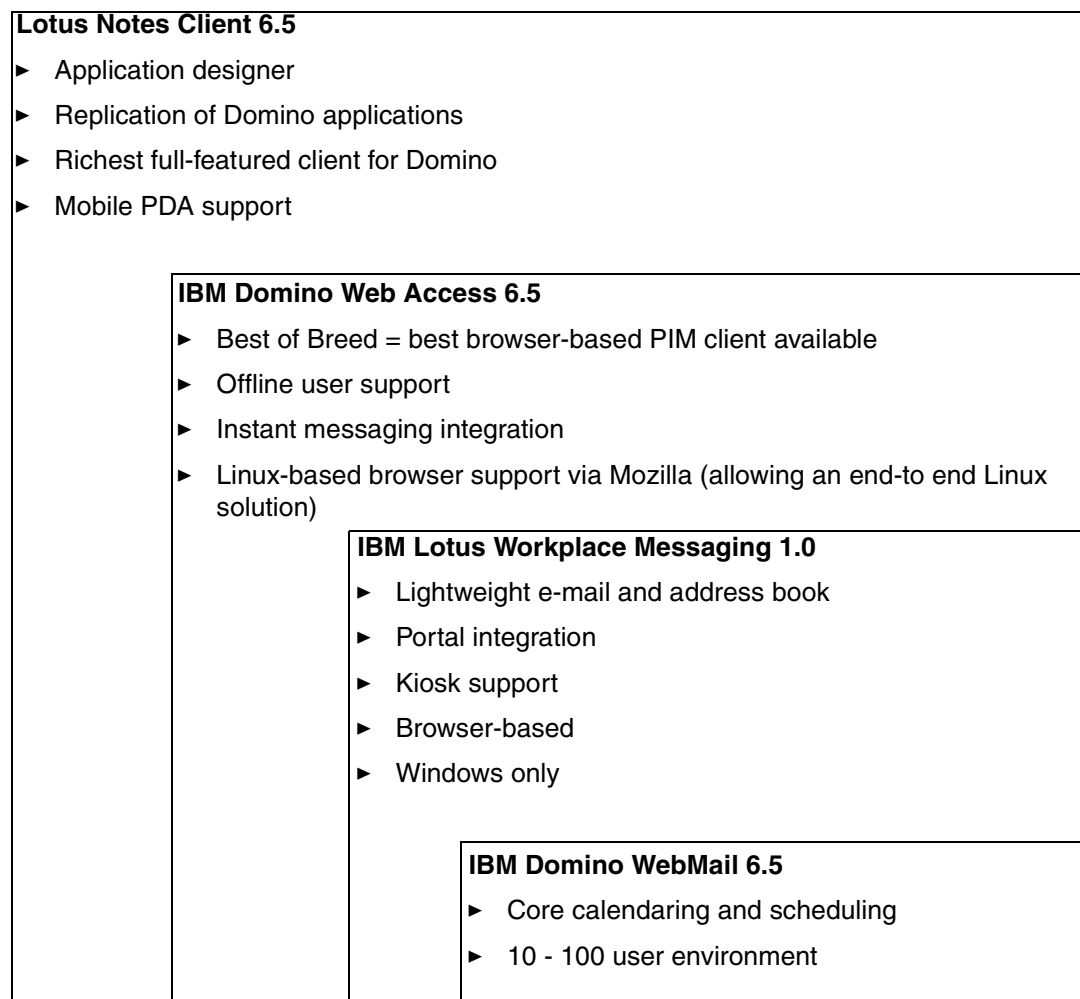 Lotus Notes Client 6.5
► Application designer
► Replication of Domino applications
► Richest full-featured client for Domino
► Mobile PDA support
IBM Domino Web Access 6.5
► Best of Breed = best browser-based PIM client available
► Offline user support
► Instant messaging integration
► Linux-based browser support via Mozilla (allowing an end-to end Linux
solution)
IBM Lotus Workplace Messaging 1.0
► Lightweight e-mail and address book
► Portal integration
► Kiosk support
► Browser-based
► Windows only
IBM Domino WebMail 6.5
► Core calendaring and scheduling
► 10 - 100 user environment